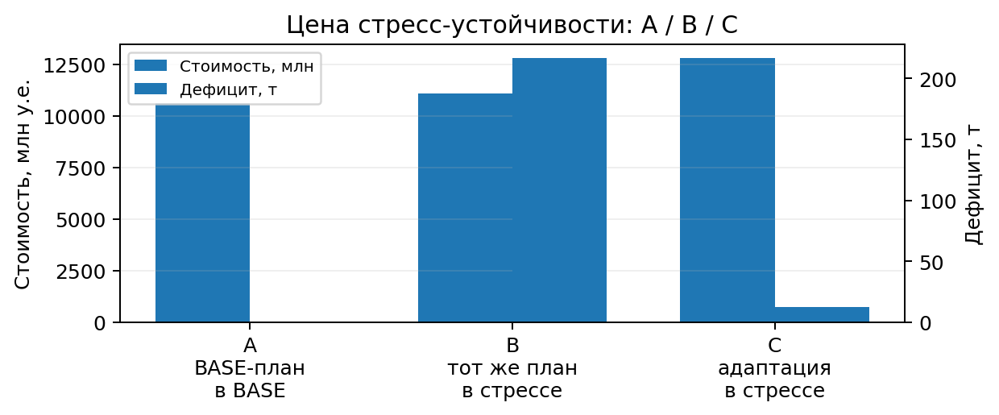 Цена стресс-устойчивости: A / B / C
Стоимость, млн
Дефицит, т
Стоимость, млн у.е.
12500
10000
7500
5000
2500
0
200
150
100
50
0
Дефицит, т
A
BASE-план
в BASE
B
тот же план
в стрессе
C
адаптация
в стрессе